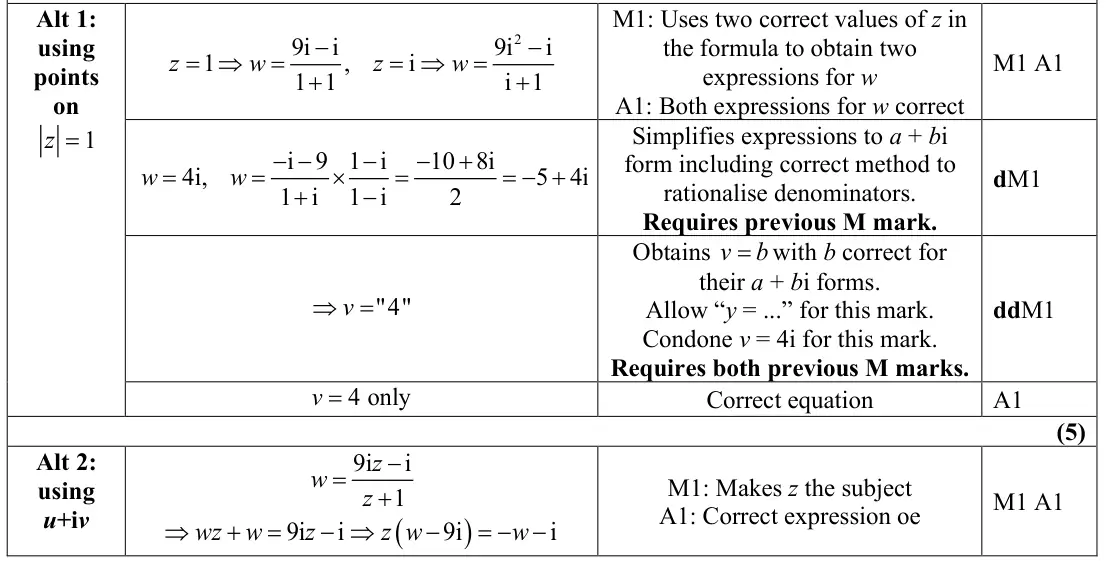 Alt 1:
using
points
on
|z| = 1
z = 1 ⇒ w = (9i − i)/(1 + 1), z = i ⇒ w = (9i² − i)/(i + 1)
M1: Uses two correct values of z in
the formula to obtain two
expressions for w
A1: Both expressions for w correct
M1 A1
w = 4i, w = (−i − 9)/(1 + i) × (1 − i)/(1 − i) = (−10 + 8i)/2 = −5 + 4i
Simplifies expressions to a + bi
form including correct method to
rationalise denominators.
Requires previous M mark.
dM1
⇒ v = "4"
Obtains v = b with b correct for
their a + bi forms.
Allow “y = ...” for this mark.
Condone v = 4i for this mark.
Requires both previous M marks.
ddM1
v = 4 only
Correct equation
A1
(5)
Alt 2:
using
u+iv
w = (9iz − i)/(z + 1)
⇒ wz + w = 9iz − i ⇒ z(w − 9i) = −w − i
M1: Makes z the subject
A1: Correct expression oe
M1 A1